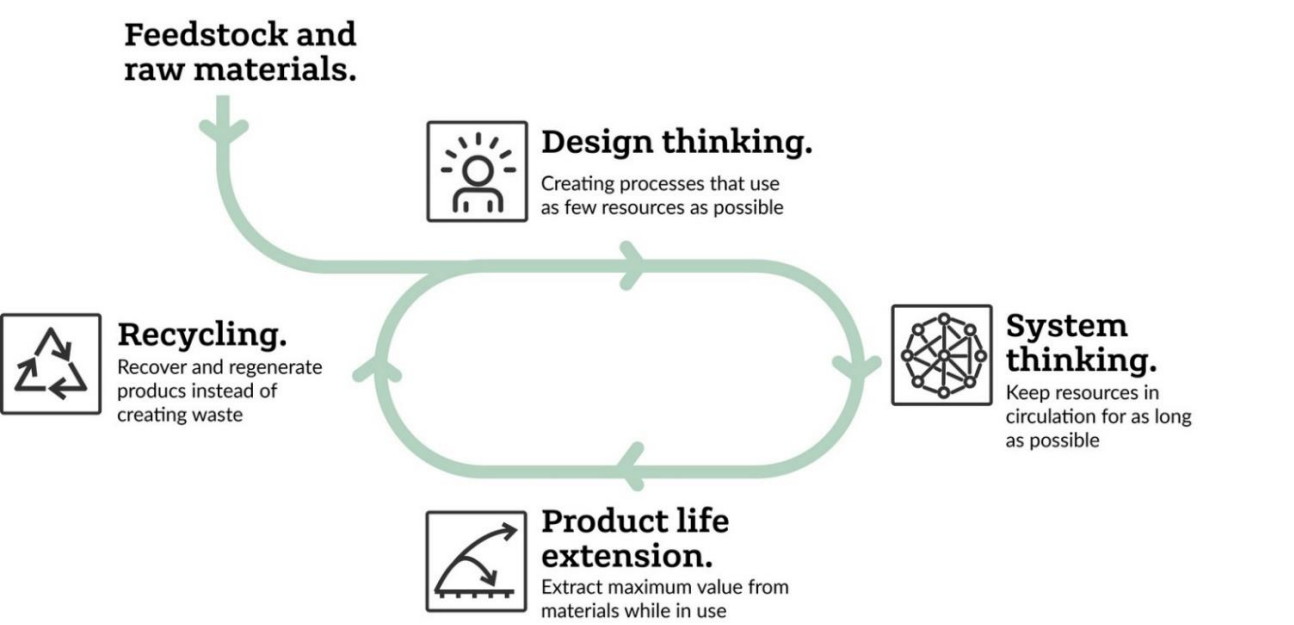 Feedstock and
raw materials.
Design thinking.
Creating processes that use
as few resources as possible
System
thinking.
Keep resources in
circulation for as long
as possible
Product life
extension.
Extract maximum value from
materials while in use
Recycling.
Recover and regenerate
producs instead of
creating waste